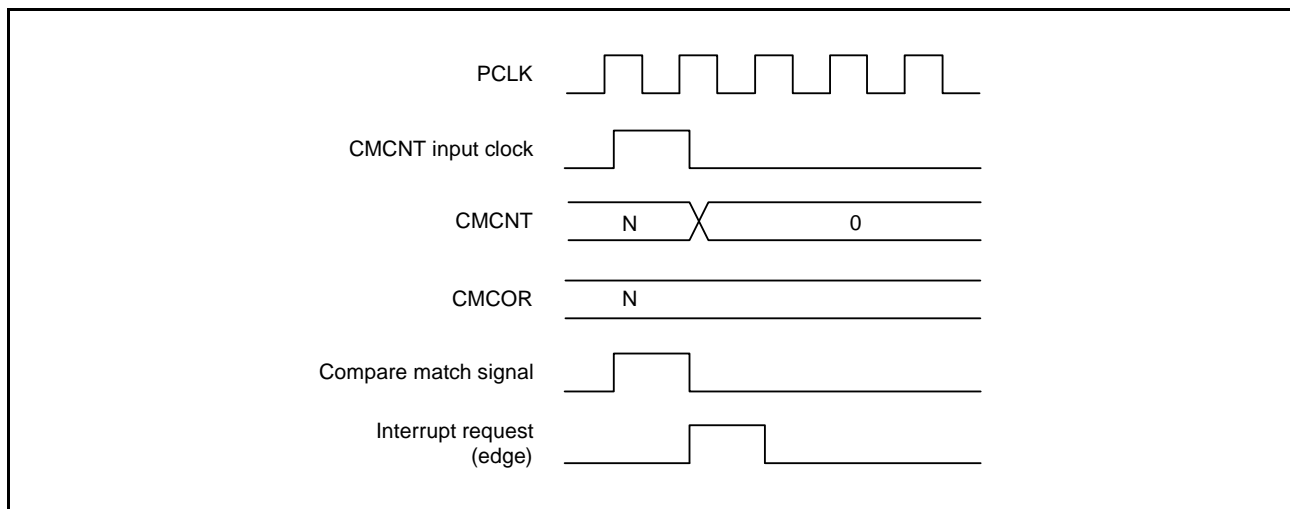 PCLK
CMCNT input clock
CMCNT
N
0
CMCOR
N
Compare match signal
Interrupt request
(edge)